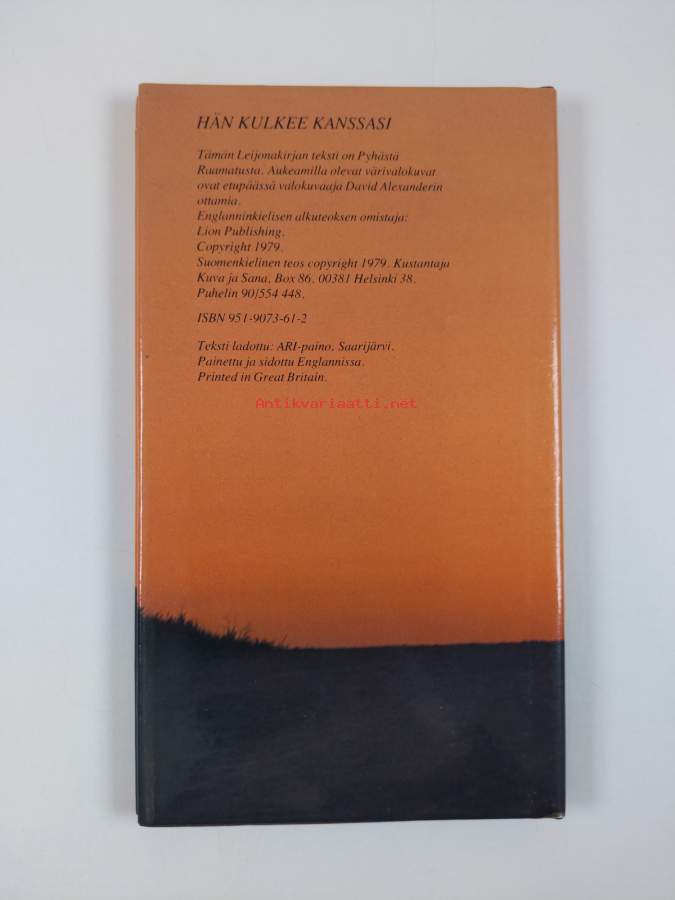 HÄN KULKEE KANSSASI
Tämän Leijonakirjan teksti on Pyhästä
Raamatusta. Aukeamilla olevat värivalokuvat
ovat etupäässä valokuvaaja David Alexanderin
ottamia.
Englanninkielisen alkuteoksen omistaja:
Lion Publishing.
Copyright 1979.
Suomenkielinen teos copyright 1979. Kustantaja
Kuva ja Sana, Box 86, 00381 Helsinki 38.
Puhelin 90/554 448.
ISBN 951-9073-61-2
Teksti ladottu: ARI-paino, Saarijärvi.
Painettu ja sidottu Englannissa.
Printed in Great Britain.
Antikvariaatti.net